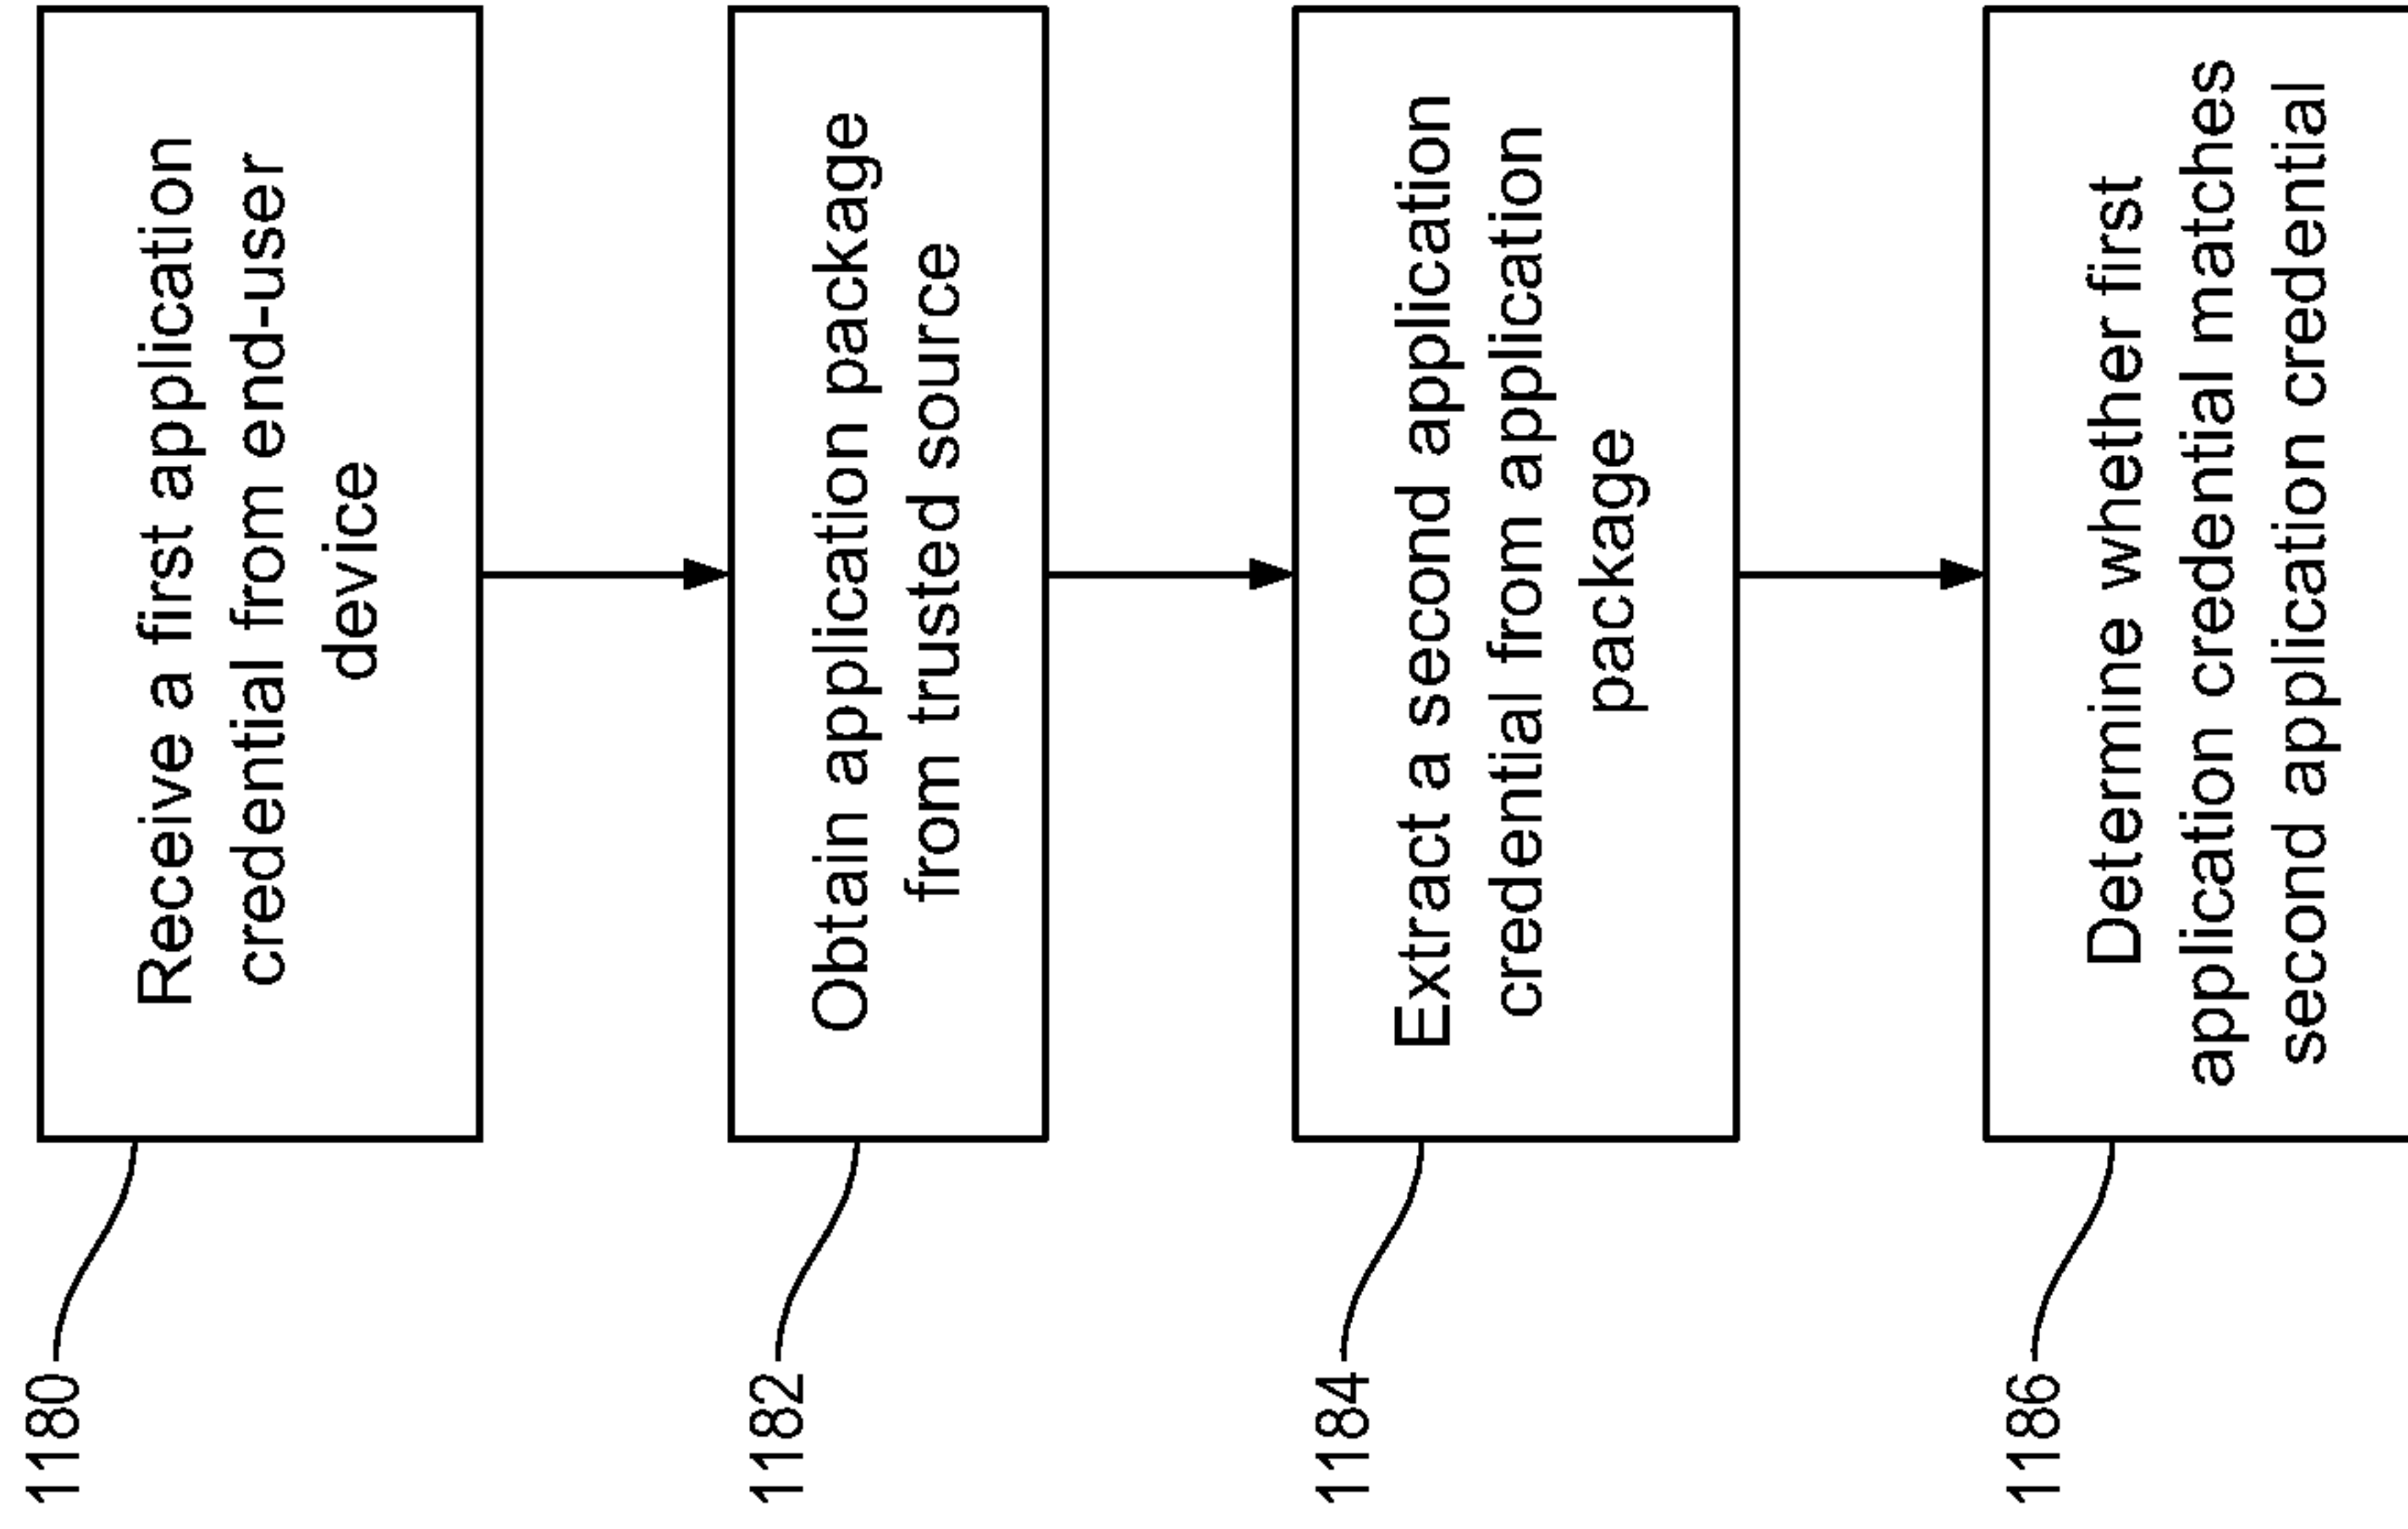 1180
Receive a first application
credential from end-user
device
1182
Obtain application package
from trusted source
1184
Extract a second application
credential from application
package
1186
Determine whether first
application credential matches
second application credential